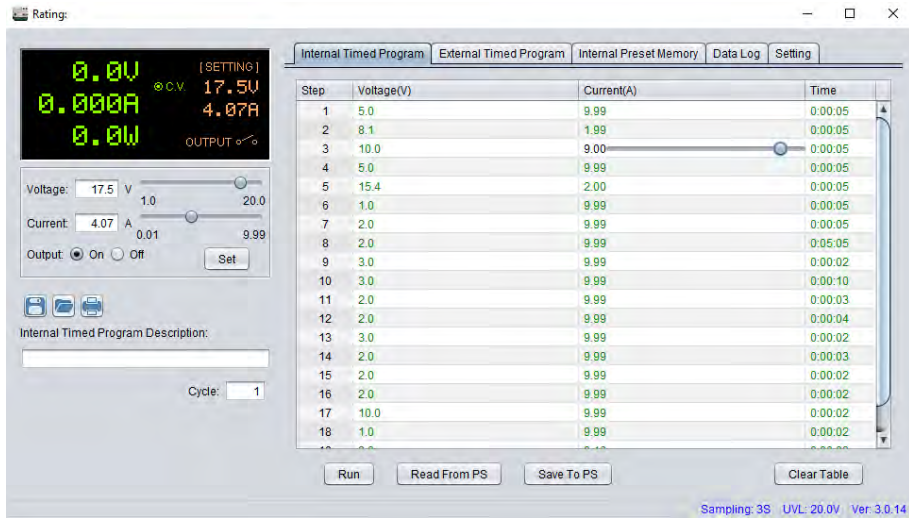 Rating:
0.0V
[SETTING]
C.V.
17.5V
0.000A
4.07A
0.0W
OUTPUT
Voltage: 17.5 V
1.0 20.0
Current: 4.07 A
0.01 9.99
Output: On Off
Set
Internal Timed Program Description:
Cycle: 1
Internal Timed Program External Timed Program Internal Preset Memory Data Log Setting
Step Voltage(V) Current(A) Time
1 5.0 9.99 0:00:05
2 8.1 1.99 0:00:05
3 10.0 9.00 0:00:05
4 5.0 9.99 0:00:05
5 15.4 2.00 0:00:05
6 1.0 9.99 0:00:05
7 2.0 9.99 0:00:05
8 2.0 9.99 0:05:05
9 3.0 9.99 0:00:02
10 3.0 9.99 0:00:10
11 2.0 9.99 0:00:03
12 2.0 9.99 0:00:04
13 3.0 9.99 0:00:02
14 2.0 9.99 0:00:03
15 2.0 9.99 0:00:02
16 2.0 9.99 0:00:02
17 10.0 9.99 0:00:02
18 1.0 9.99 0:00:02
Run Read From PS Save To PS Clear Table
Sampling: 3S UVL: 20.0V Ver: 3.0.14